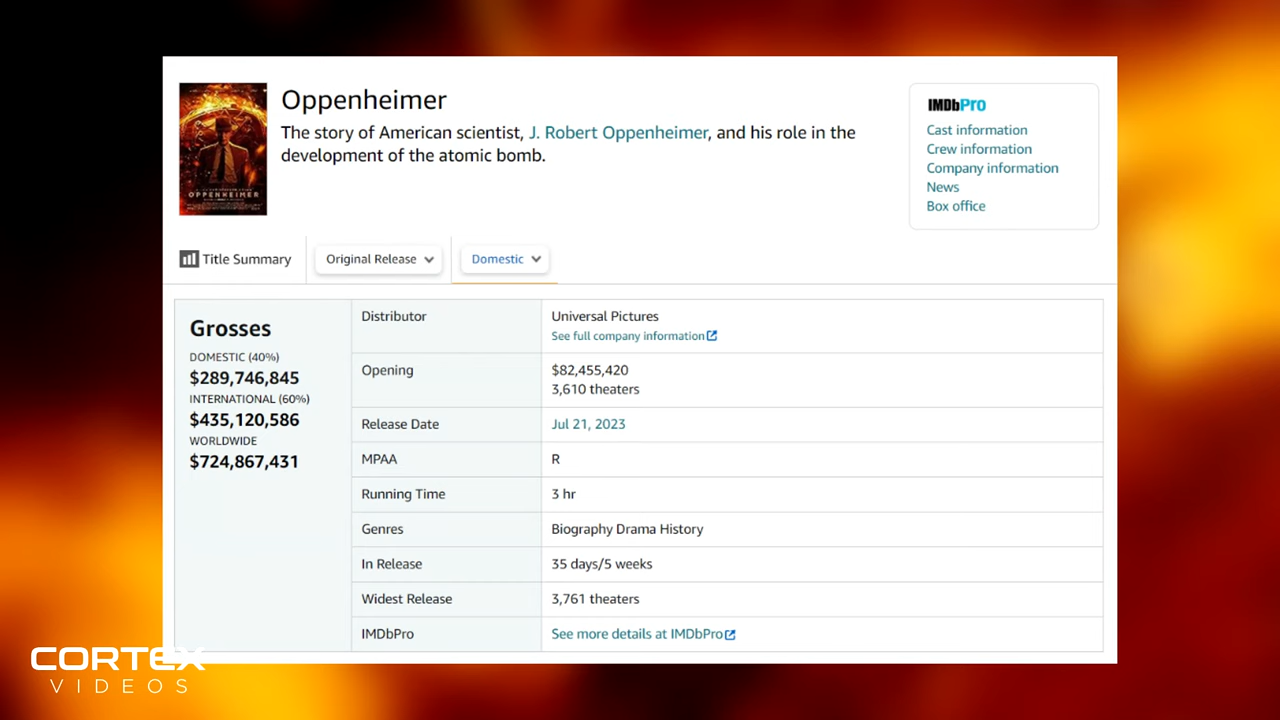 Oppenheimer
The story of American scientist, J. Robert Oppenheimer, and his role in the
development of the atomic bomb.
OPPENHEIMER
IMDbPro
Cast information
Crew information
Company information
News
Box office
Title Summary
Original Release
Domestic
Grosses
DOMESTIC (40%)
$289,746,845
INTERNATIONAL (60%)
$435,120,586
WORLDWIDE
$724,867,431
Distributor
Universal Pictures
See full company information
Opening
$82,455,420
3,610 theaters
Release Date
Jul 21, 2023
MPAA
R
Running Time
3 hr
Genres
Biography Drama History
In Release
35 days/5 weeks
Widest Release
3,761 theaters
IMDbPro
See more details at IMDbPro
CORTEX
VIDEOS